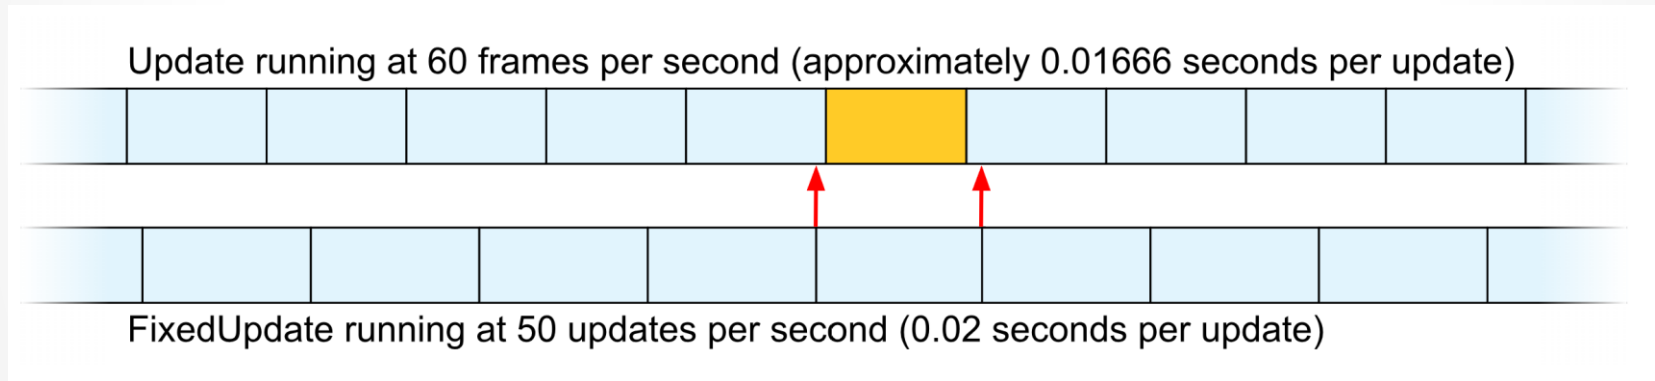 Update running at 60 frames per second (approximately 0.01666 seconds per update)
FixedUpdate running at 50 updates per second (0.02 seconds per update)